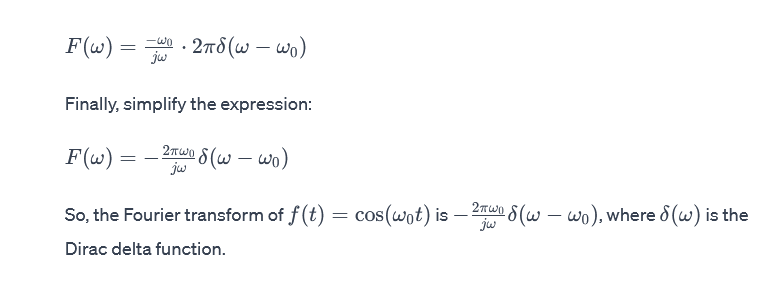 F(ω) = −ω₀/jω · 2πδ(ω − ω₀)
Finally, simplify the expression:
F(ω) = −2πω₀/jω δ(ω − ω₀)
So, the Fourier transform of f(t) = cos(ω₀t) is −2πω₀/jω δ(ω − ω₀), where δ(ω) is the
Dirac delta function.